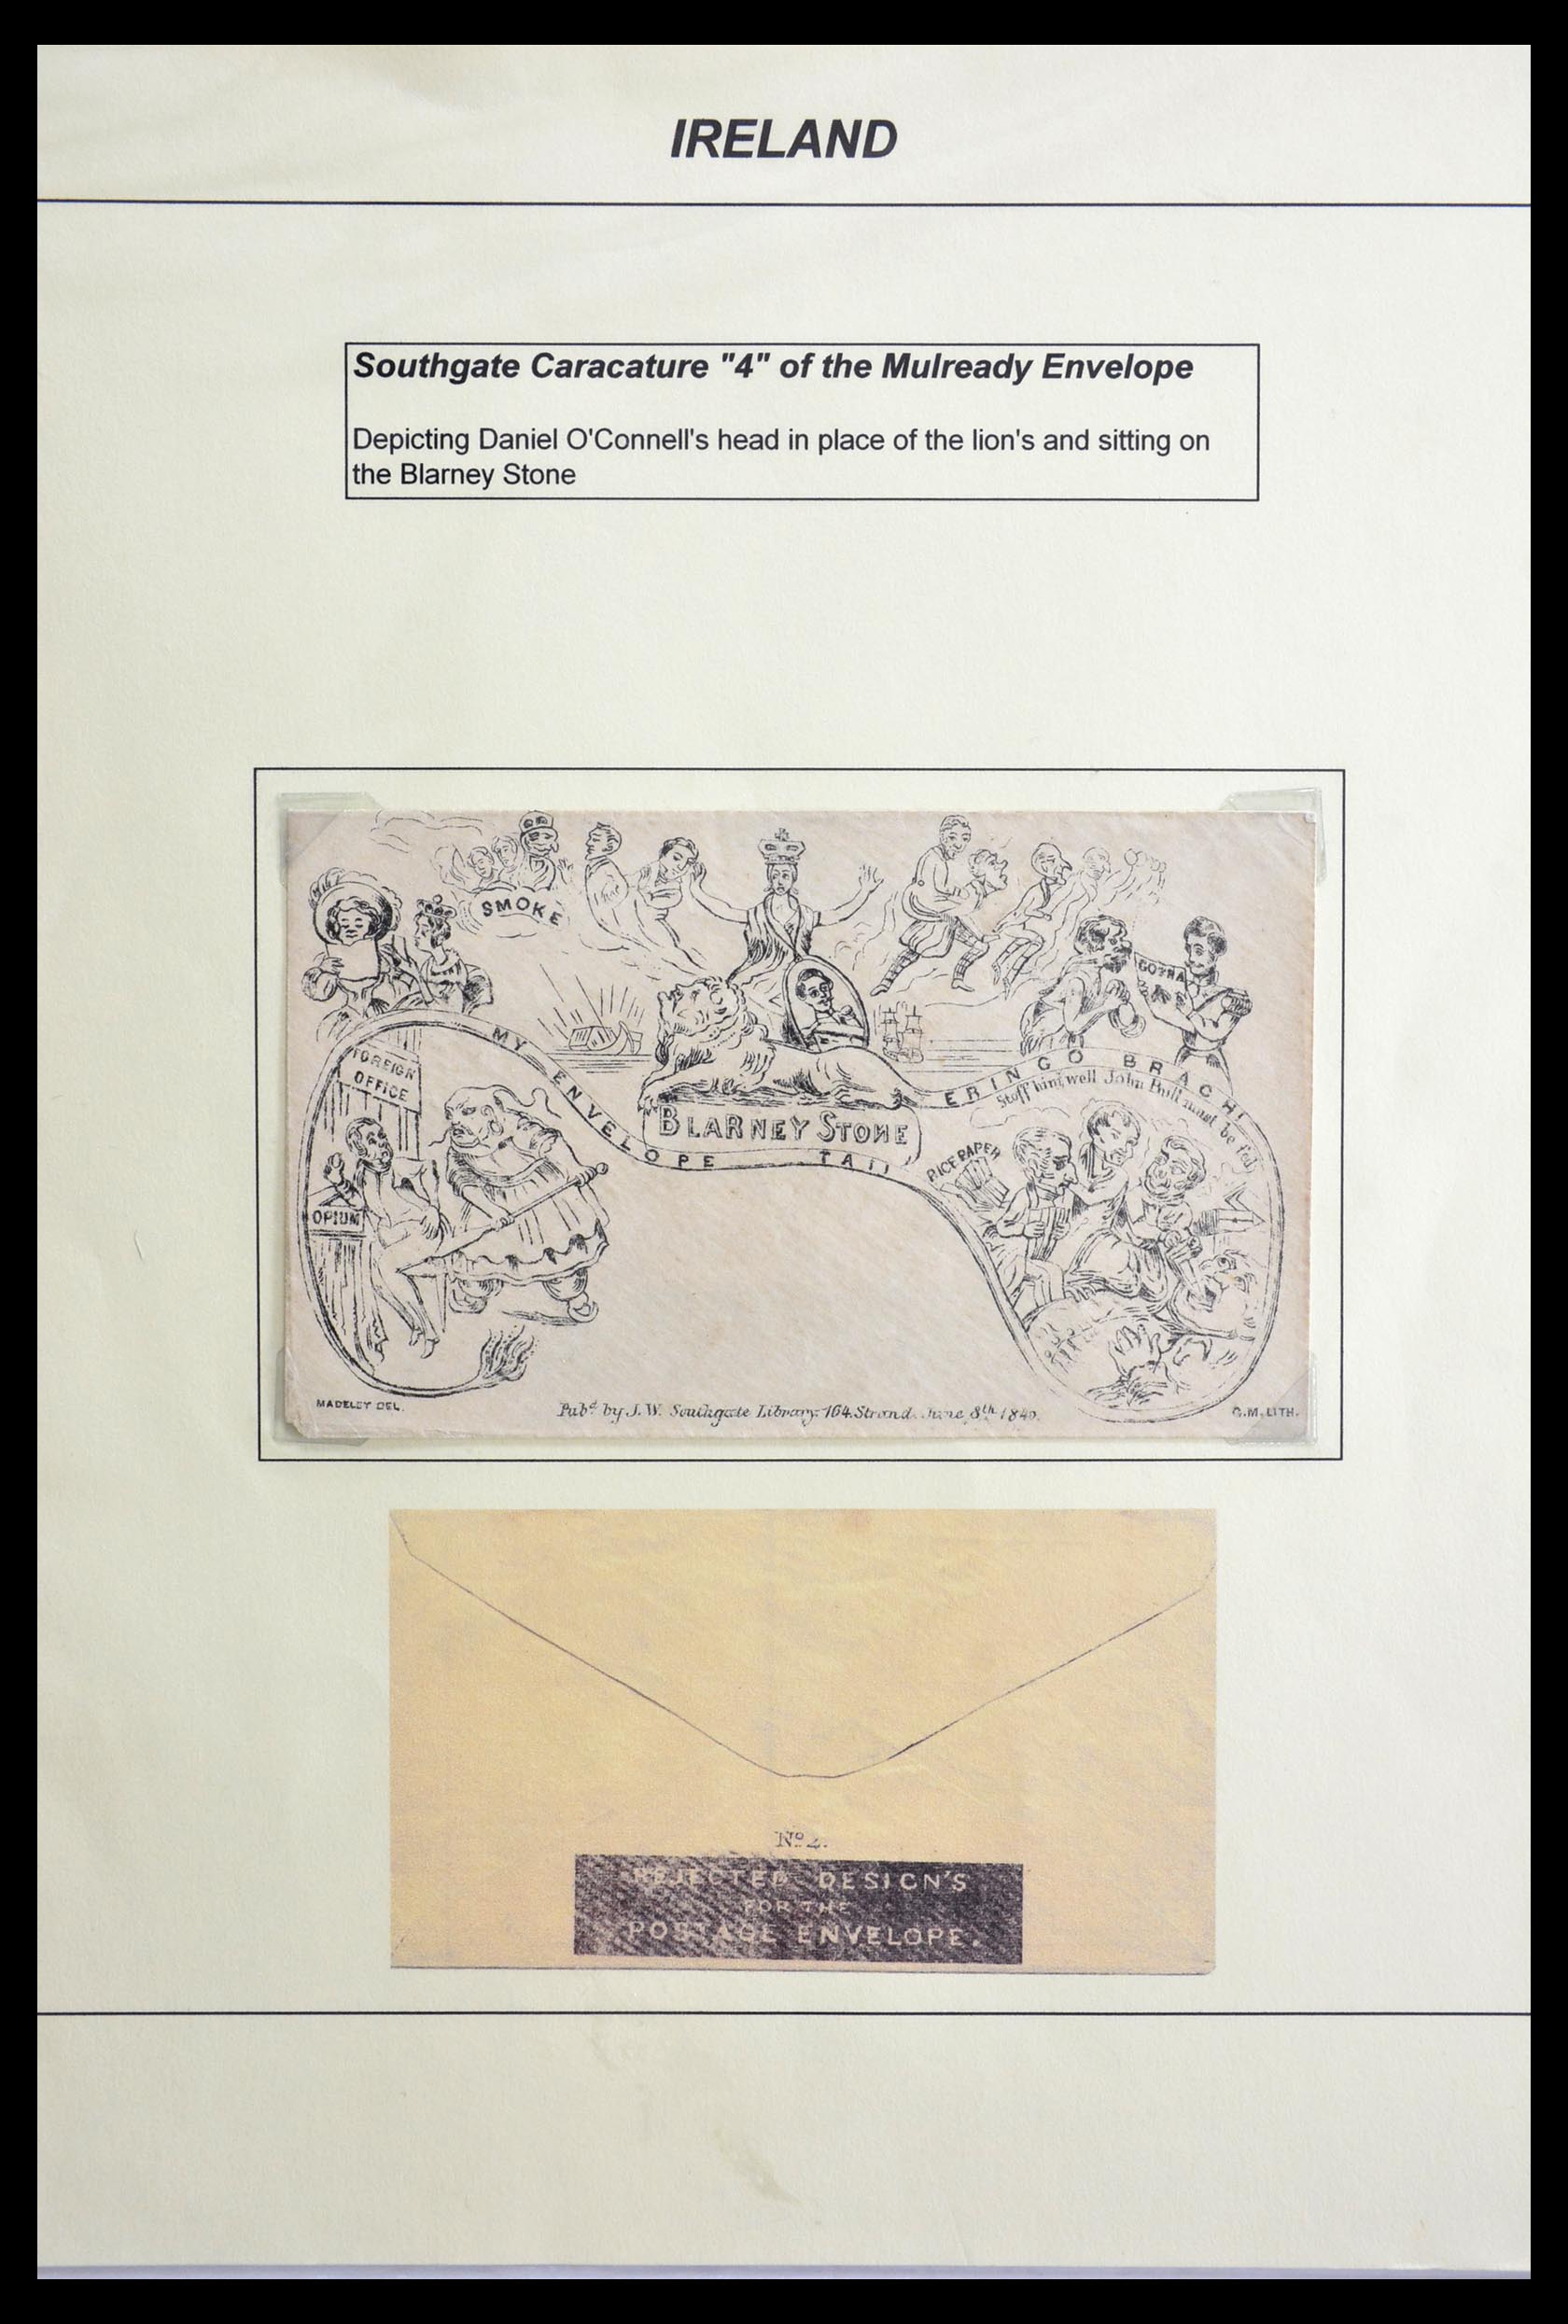 IRELAND
Southgate Caracature "4" of the Mulready Envelope
Depicting Daniel O'Connell's head in place of the lion's and sitting on
the Blarney Stone
SMOKE
GOTHA
MY ENVELOPE TAIL
ERIN GO BRAGH
Stuff him well John Bull must be fed
FOREIGN
OFFICE
BLARNEY STONE
RICE PAPER
OPIUM
MADELEY DEL.
Pubd by J. W. Southgate Library. 164. Strand. June 8th 1840.
G.M. LITH.
No 2.
REJECTED DESIGN'S
FOR THE
POSTAGE ENVELOPE.